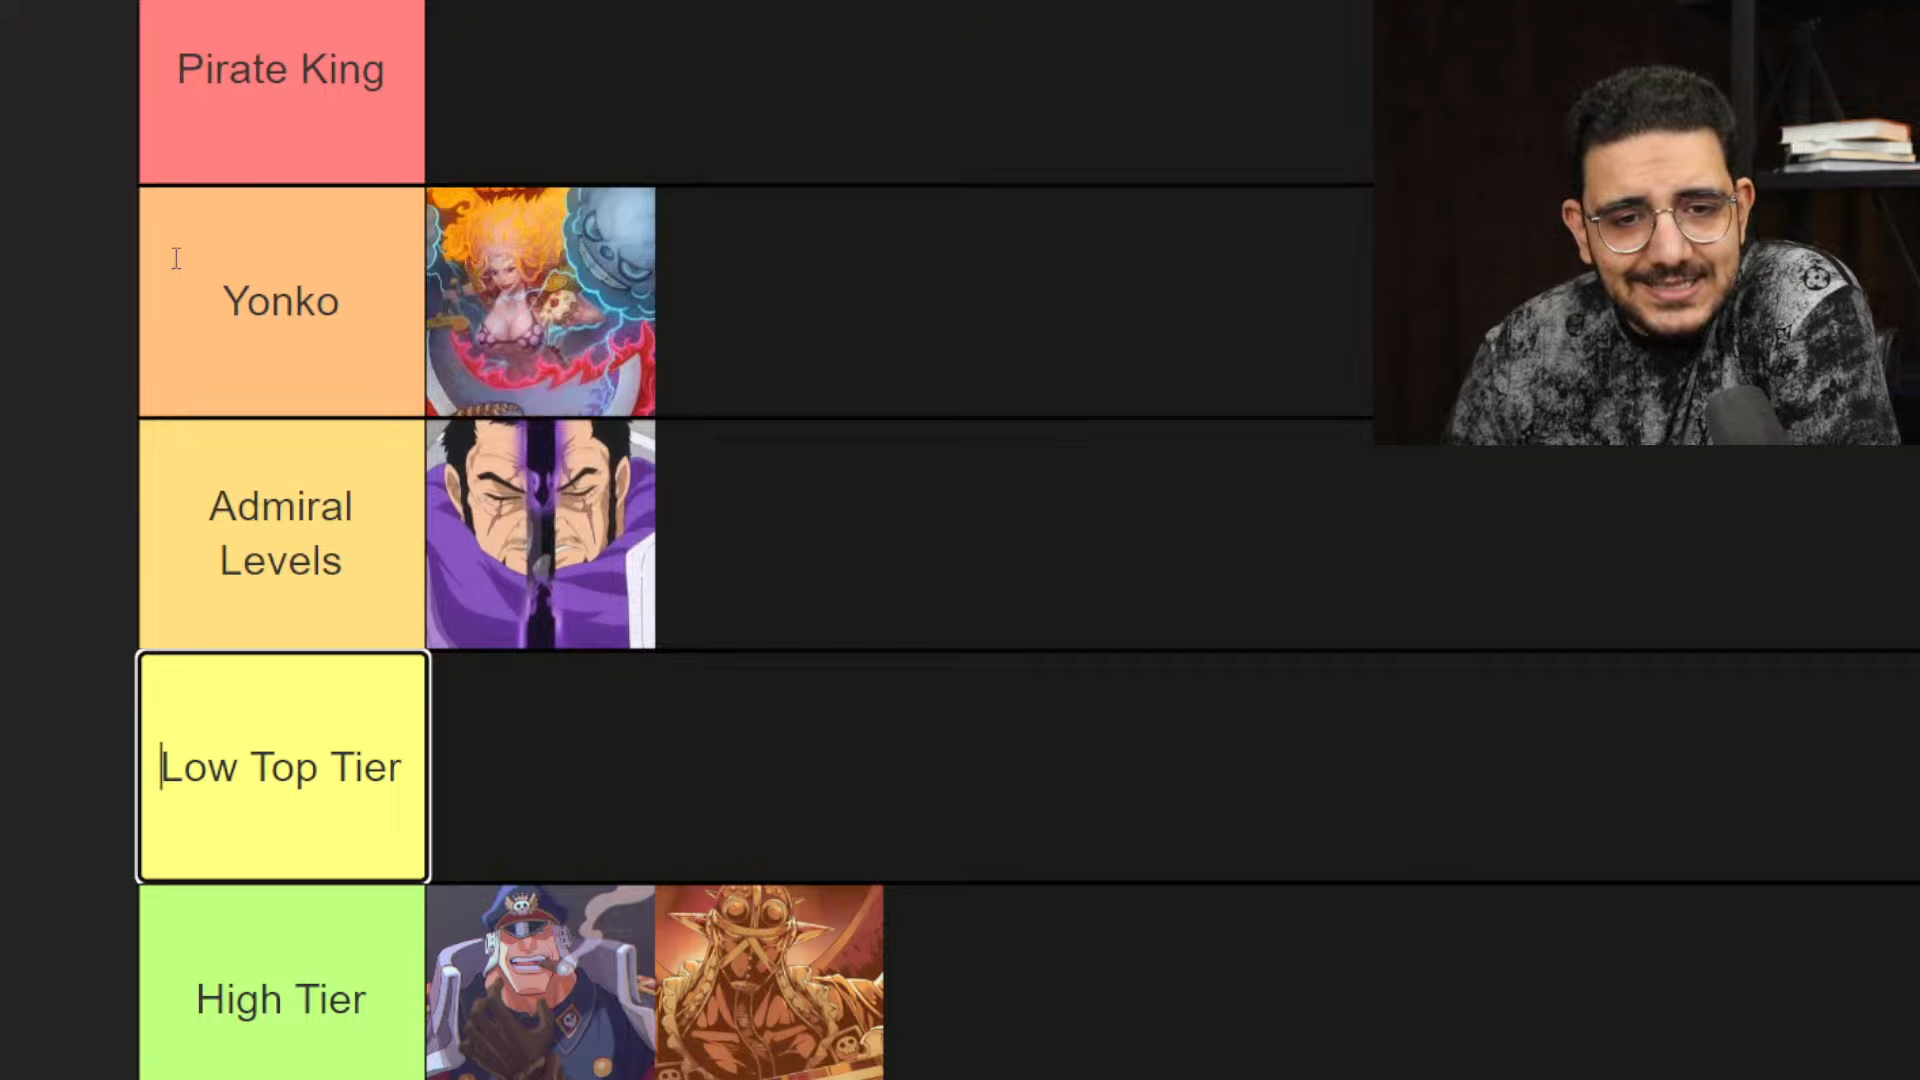 Pirate King
Yonko
Admiral
Levels
Low Top Tier
High Tier